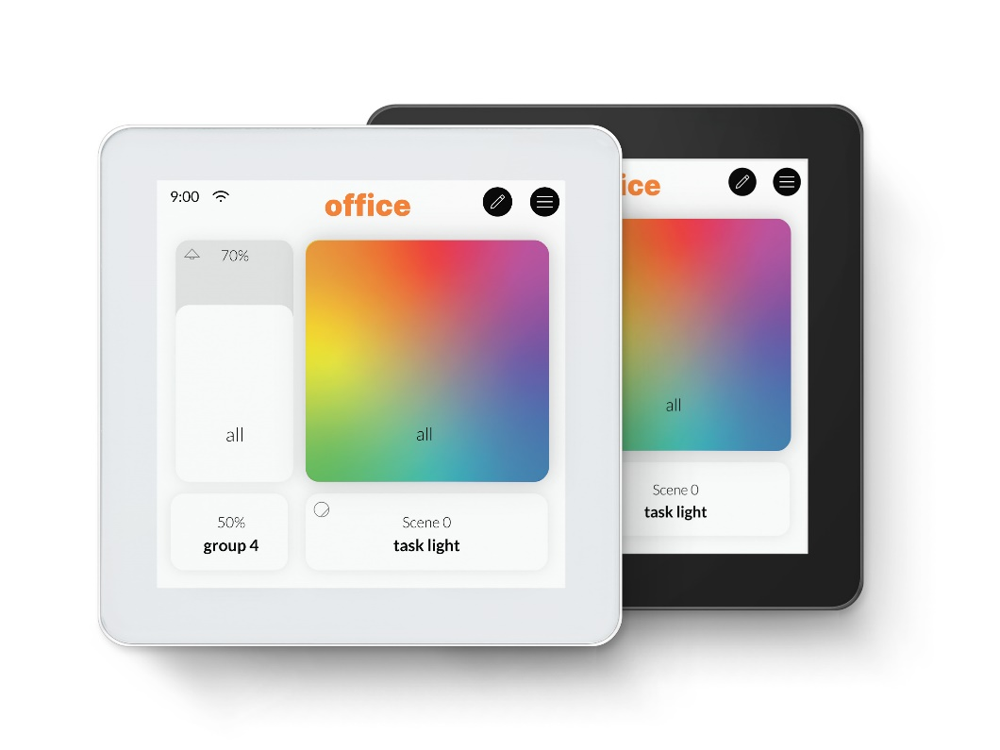 9:00
office
70%
all
all
50%
group 4
Scene 0
task light
ice
all
Scene 0
task light